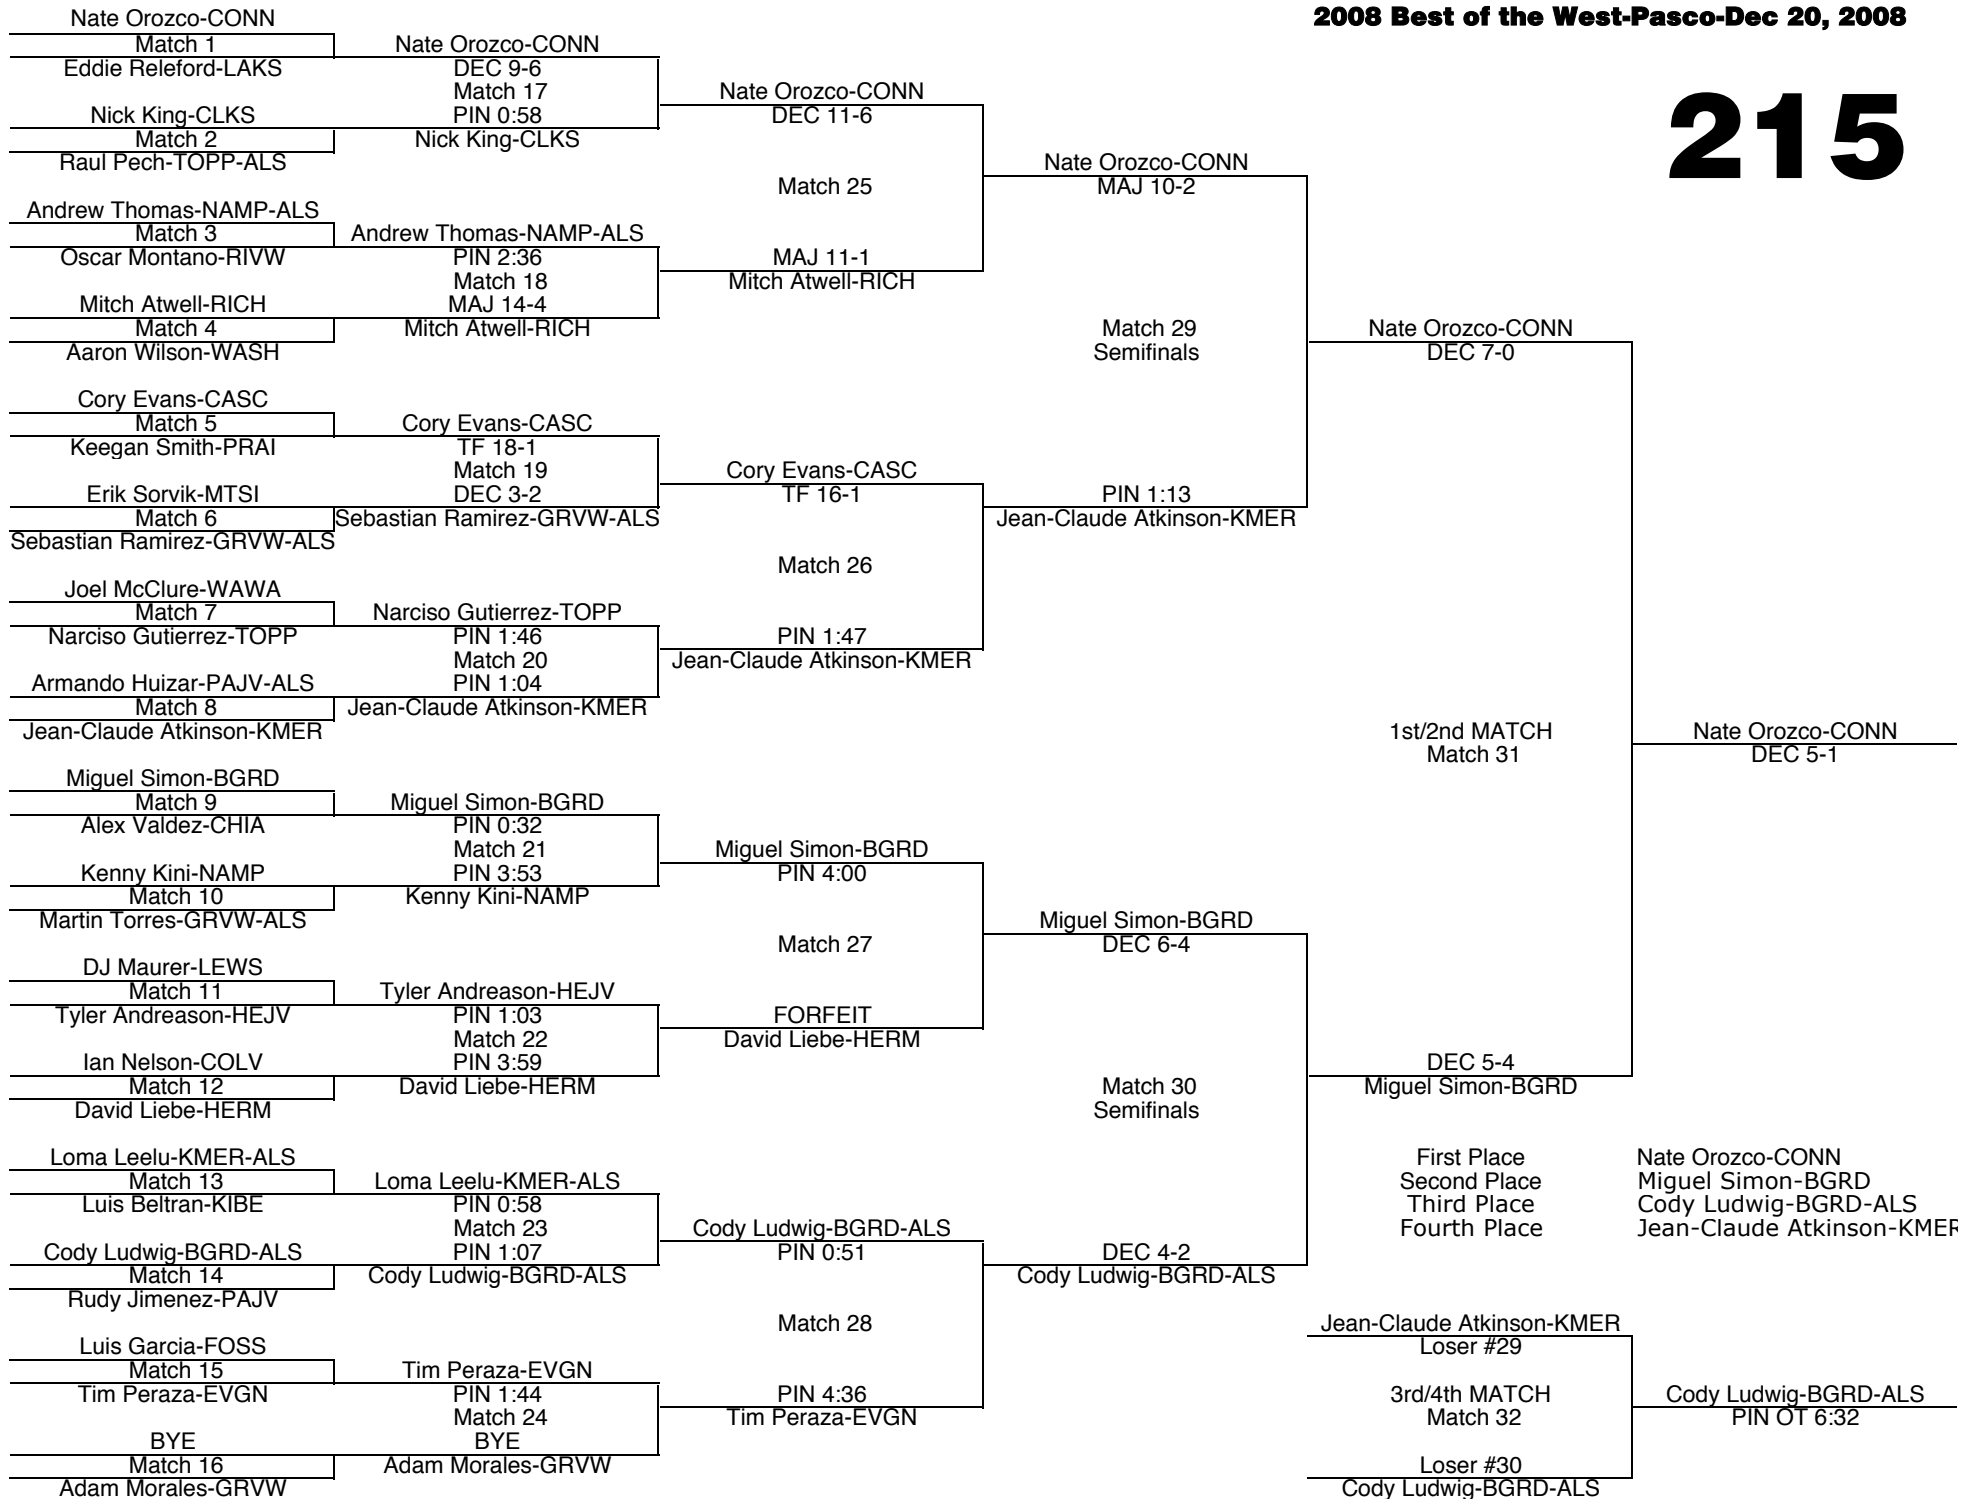 2008 Best of the West-Pasco-Dec 20, 2008
215
Nate Orozco-CONN
Match 1
Eddie Releford-LAKS
Nick King-CLKS
Match 2
Raul Pech-TOPP-ALS
Andrew Thomas-NAMP-ALS
Match 3
Oscar Montano-RIVW
Mitch Atwell-RICH
Match 4
Aaron Wilson-WASH
Cory Evans-CASC
Match 5
Keegan Smith-PRAI
Erik Sorvik-MTSI
Match 6
Sebastian Ramirez-GRVW-ALS
Joel McClure-WAWA
Match 7
Narciso Gutierrez-TOPP
Armando Huizar-PAJV-ALS
Match 8
Jean-Claude Atkinson-KMER
Miguel Simon-BGRD
Match 9
Alex Valdez-CHIA
Kenny Kini-NAMP
Match 10
Martin Torres-GRVW-ALS
DJ Maurer-LEWS
Match 11
Tyler Andreason-HEJV
Ian Nelson-COLV
Match 12
David Liebe-HERM
Loma Leelu-KMER-ALS
Match 13
Luis Beltran-KIBE
Cody Ludwig-BGRD-ALS
Match 14
Rudy Jimenez-PAJV
Luis Garcia-FOSS
Match 15
Tim Peraza-EVGN
BYE
Match 16
Adam Morales-GRVW
Nate Orozco-CONN
DEC 9-6
Match 17
PIN 0:58
Nick King-CLKS
Andrew Thomas-NAMP-ALS
PIN 2:36
Match 18
MAJ 14-4
Mitch Atwell-RICH
Cory Evans-CASC
TF 18-1
Match 19
DEC 3-2
Sebastian Ramirez-GRVW-ALS
Narciso Gutierrez-TOPP
PIN 1:46
Match 20
PIN 1:04
Jean-Claude Atkinson-KMER
Miguel Simon-BGRD
PIN 0:32
Match 21
PIN 3:53
Kenny Kini-NAMP
Tyler Andreason-HEJV
PIN 1:03
Match 22
PIN 3:59
David Liebe-HERM
Loma Leelu-KMER-ALS
PIN 0:58
Match 23
PIN 1:07
Cody Ludwig-BGRD-ALS
Tim Peraza-EVGN
PIN 1:44
Match 24
BYE
Adam Morales-GRVW
Nate Orozco-CONN
DEC 11-6
Match 25
MAJ 11-1
Mitch Atwell-RICH
Cory Evans-CASC
TF 16-1
Match 26
PIN 1:47
Jean-Claude Atkinson-KMER
Miguel Simon-BGRD
PIN 4:00
Match 27
FORFEIT
David Liebe-HERM
Cody Ludwig-BGRD-ALS
PIN 0:51
Match 28
PIN 4:36
Tim Peraza-EVGN
Nate Orozco-CONN
MAJ 10-2
Match 29
Semifinals
PIN 1:13
Jean-Claude Atkinson-KMER
Miguel Simon-BGRD
DEC 6-4
Match 30
Semifinals
DEC 4-2
Cody Ludwig-BGRD-ALS
Nate Orozco-CONN
DEC 7-0
1st/2nd MATCH
Match 31
DEC 5-4
Miguel Simon-BGRD
Nate Orozco-CONN
DEC 5-1
First Place Nate Orozco-CONN
Second Place Miguel Simon-BGRD
Third Place Cody Ludwig-BGRD-ALS
Fourth Place Jean-Claude Atkinson-KMER
Jean-Claude Atkinson-KMER
Loser #29
3rd/4th MATCH
Match 32
Loser #30
Cody Ludwig-BGRD-ALS
Cody Ludwig-BGRD-ALS
PIN OT 6:32